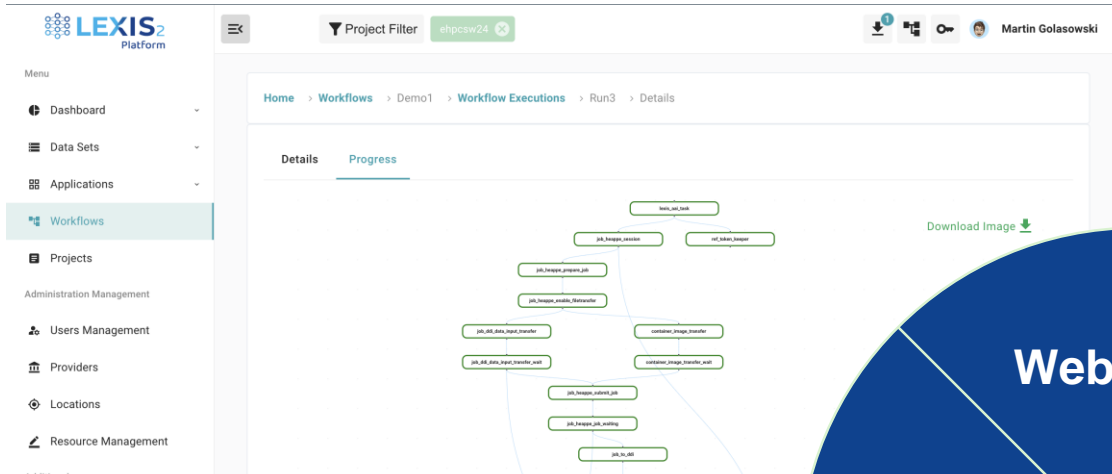 LEXIS2
Platform
Project Filter
ehpcsw24
1
Martin Golasowski
Menu
Dashboard
Data Sets
Applications
Workflows
Projects
Administration Management
Users Management
Providers
Locations
Resource Management
Home > Workflows > Demo1 > Workflow Executions > Run3 > Details
Details Progress
Download Image
lexis_aai_task
job_heappe_session
ref_token_keeper
job_heappe_prepare_job
job_heappe_enable_filetransfer
job_ddi_data_input_transfer
container_image_transfer
job_ddi_data_input_transfer_wait
container_image_transfer_wait
job_heappe_submit_job
job_heappe_job_waiting
job_to_ddi
Web